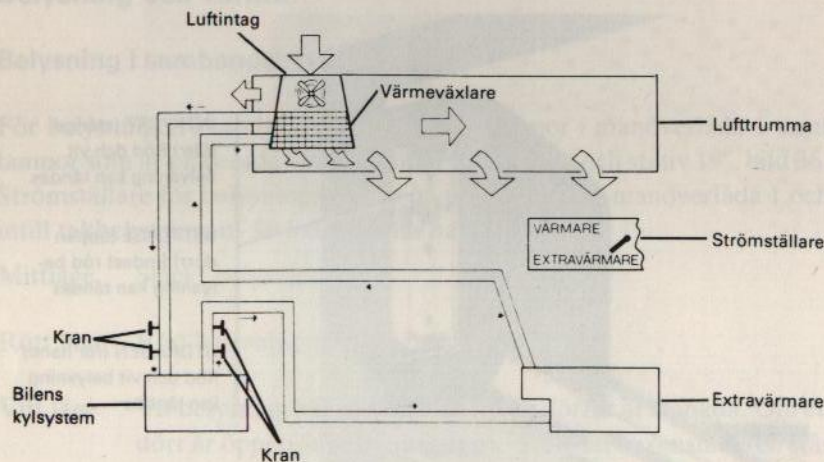 Luftintag
Värmeväxlare
Lufttrumma
VÄRMARE
EXTRAVÄRMARE
Strömställare
Kran
Bilens
kylsystem
Extravärmare
Kran